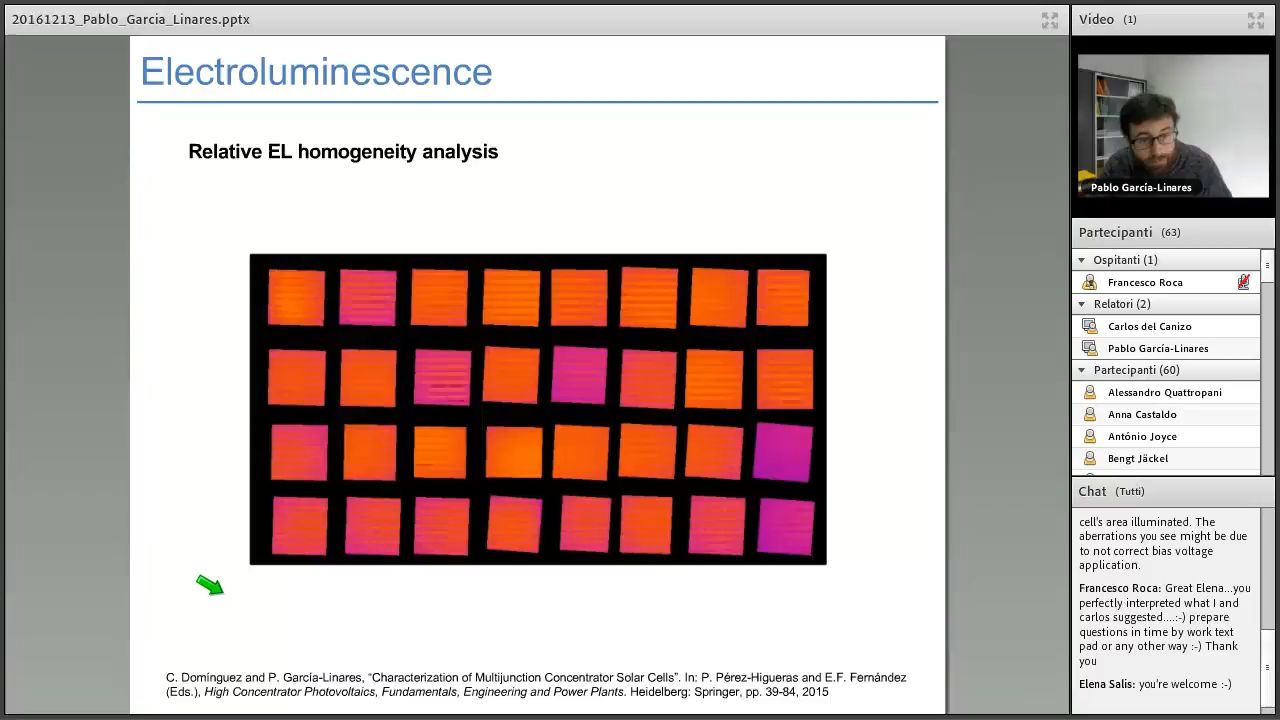 20161213_Pablo_Garcia_Linares.pptx
Electroluminescence
Relative EL homogeneity analysis
C. Domínguez and P. García-Linares, “Characterization of Multijunction Concentrator Solar Cells”. In: P. Pérez-Higueras and E.F. Fernández
(Eds.), High Concentrator Photovoltaics, Fundamentals, Engineering and Power Plants. Heidelberg: Springer, pp. 39-84, 2015
Video (1)
Pablo García-Linares
Partecipanti (63)
Ospitanti (1)
Francesco Roca
Relatori (2)
Carlos del Canizo
Pablo García-Linares
Partecipanti (60)
Alessandro Quattropani
Anna Castaldo
António Joyce
Bengt Jäckel
Chat (Tutti)
cell's area illuminated. The
aberrations you see might be due
to not correct bias voltage
application.
Francesco Roca: Great Elena...you
perfectly interpreted what I and
carlos suggested....:-) prepare
questions in time by work text
pad or any other way :-) Thank
you
Elena Salis: you're welcome :-)